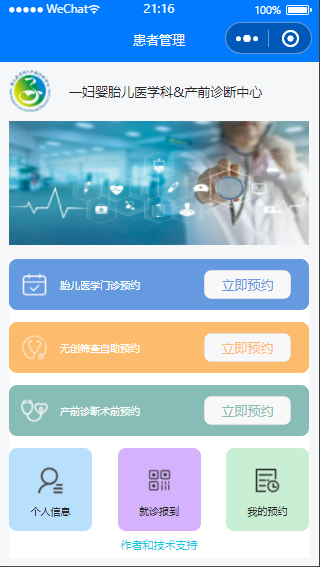 WeChat 21:16 100%
患者管理
—妇婴胎儿医学科&产前诊断中心
胎儿医学门诊预约 立即预约
无创筛查自助预约 立即预约
产前诊断术前预约 立即预约
个人信息 就诊报到 我的预约
作者和技术支持